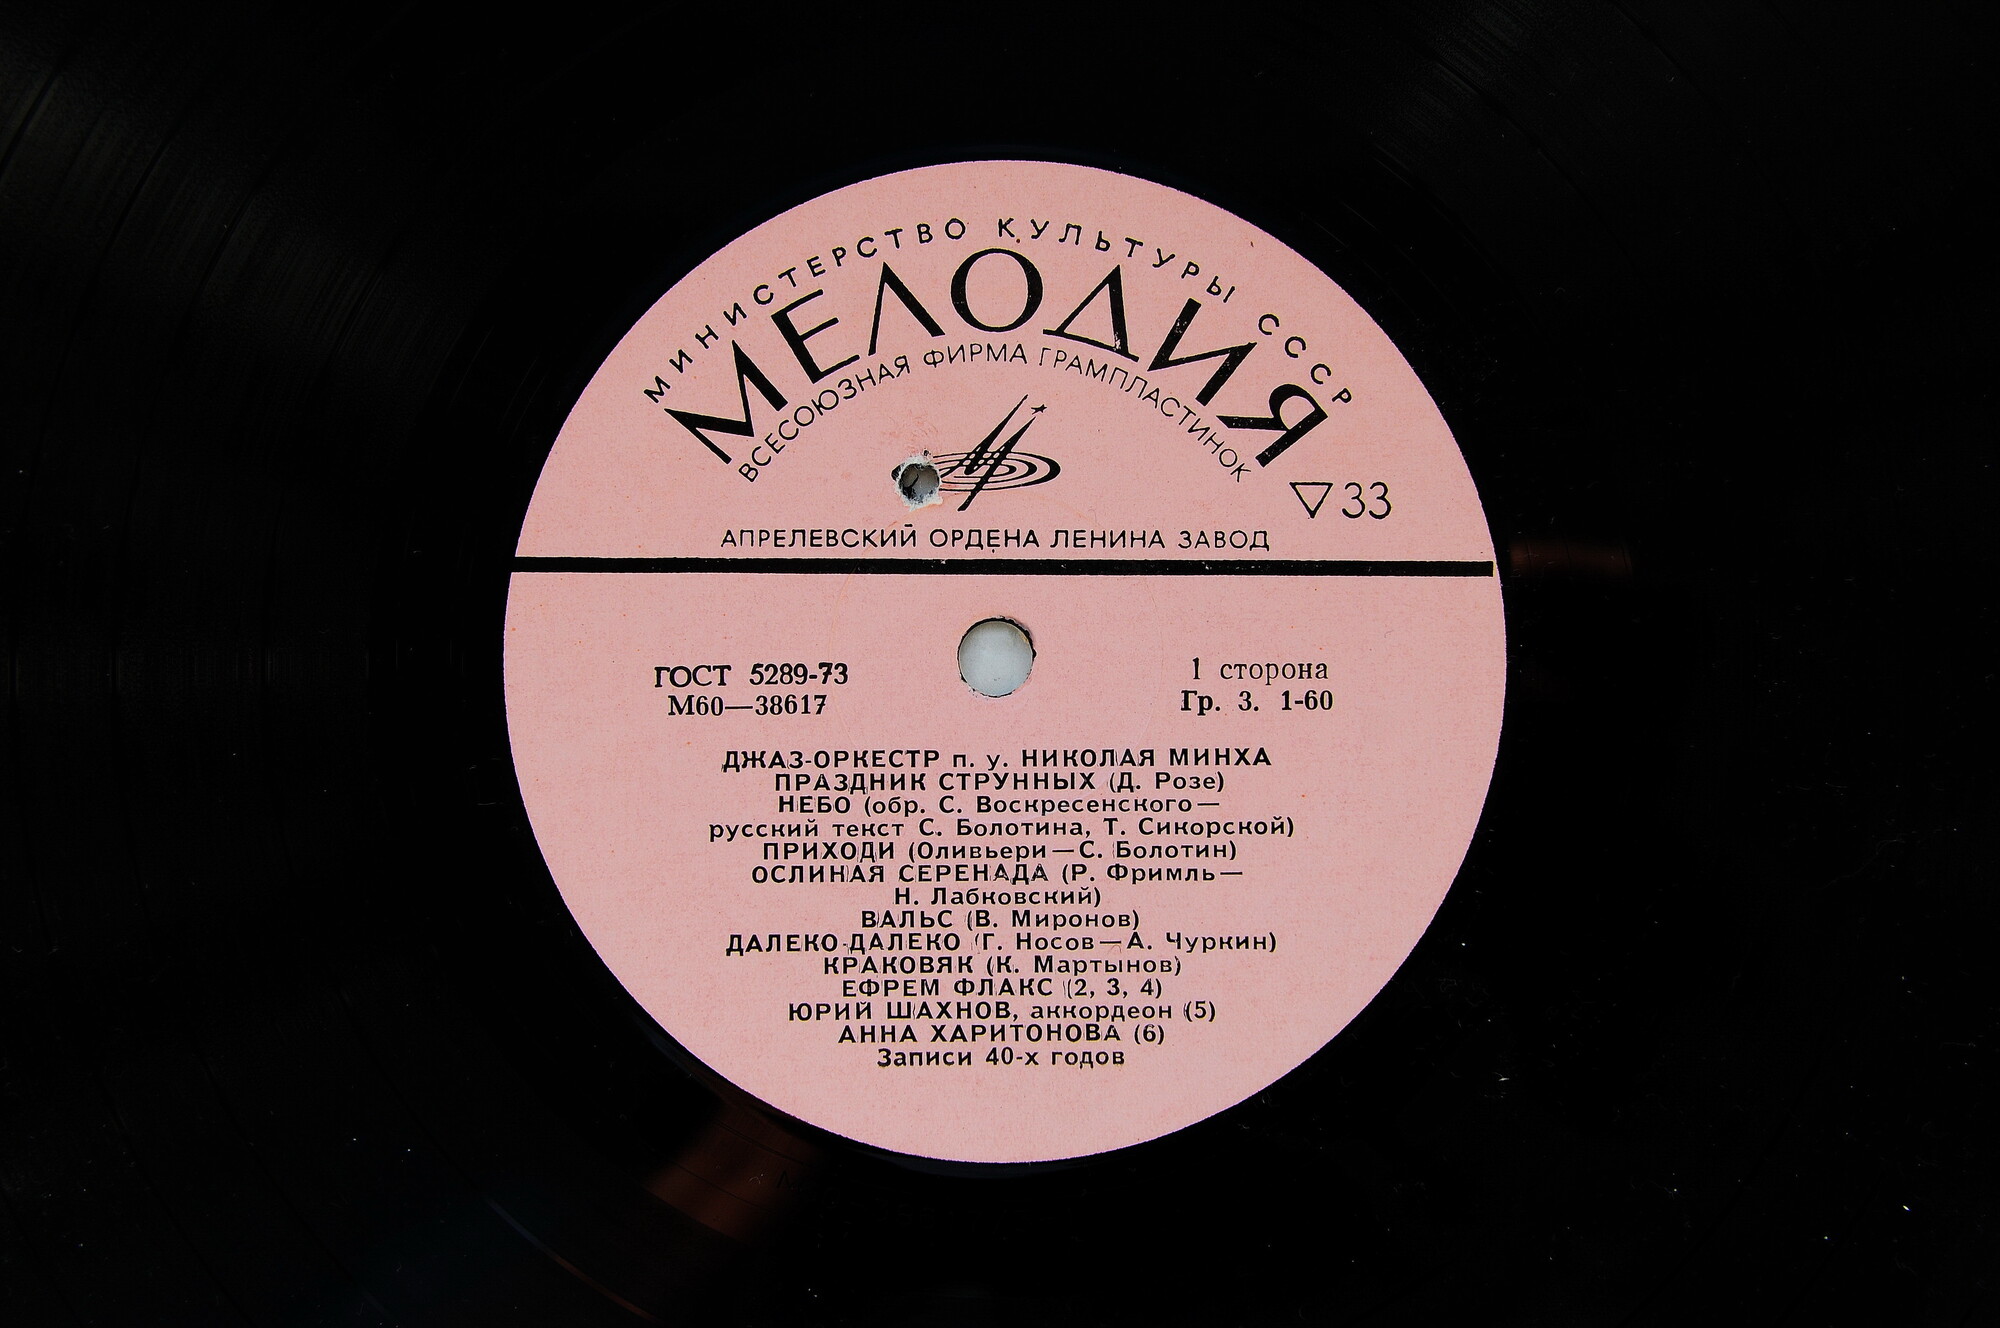 МИНИСТЕРСТВО КУЛЬТУРЫ СССР
МЕЛОДИЯ
ВСЕСОЮЗНАЯ ФИРМА ГРАМПЛАСТИНОК
▽33
АПРЕЛЕВСКИЙ ОРДЕНА ЛЕНИНА ЗАВОД
ГОСТ 5289-73
М60—38617
1 сторона
Гр. 3. 1-60
ДЖАЗ-ОРКЕСТР п. у. НИКОЛАЯ МИНХА
ПРАЗДНИК СТРУННЫХ (Д. Розе)
НЕБО (обр. С. Воскресенского—
русский текст С. Болотина, Т. Сикорской)
ПРИХОДИ (Оливьери—С. Болотин)
ОСЛИНАЯ СЕРЕНАДА (Р. Фримль—
Н. Лабковский)
ВАЛЬС (В. Миронов)
ДАЛЕКО-ДАЛЕКО (Г. Носов—А. Чуркин)
КРАКОВЯК (К. Мартынов)
ЕФРЕМ ФЛАКС (2, 3, 4)
ЮРИЙ ШАХНОВ, аккордеон (5)
АННА ХАРИТОНОВА (6)
Записи 40-х годов